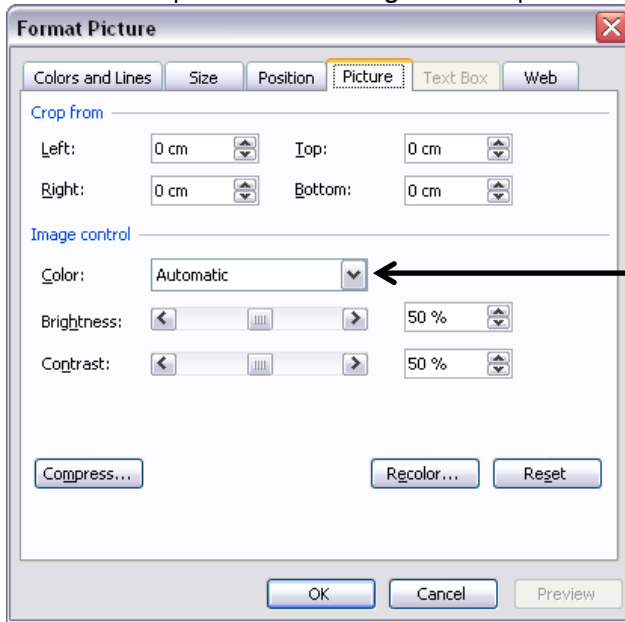 Format Picture
Colors and Lines Size Position Picture Text Box Web
Crop from
Left: 0 cm Top: 0 cm
Right: 0 cm Bottom: 0 cm
Image control
Color: Automatic
Brightness: 50 %
Contrast: 50 %
Compress... Recolor... Reset
OK Cancel Preview